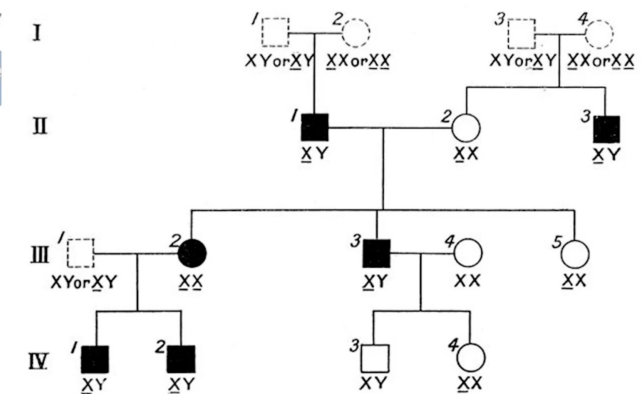 I 1 2 3 4
XYorXY XXorXX XYorXY XXorXX
II 1 2 3
XY XX XY
III 1 2 3 4 5
XYorXY XX XY XX XX
IV 1 2 3 4
XY XY XY XX